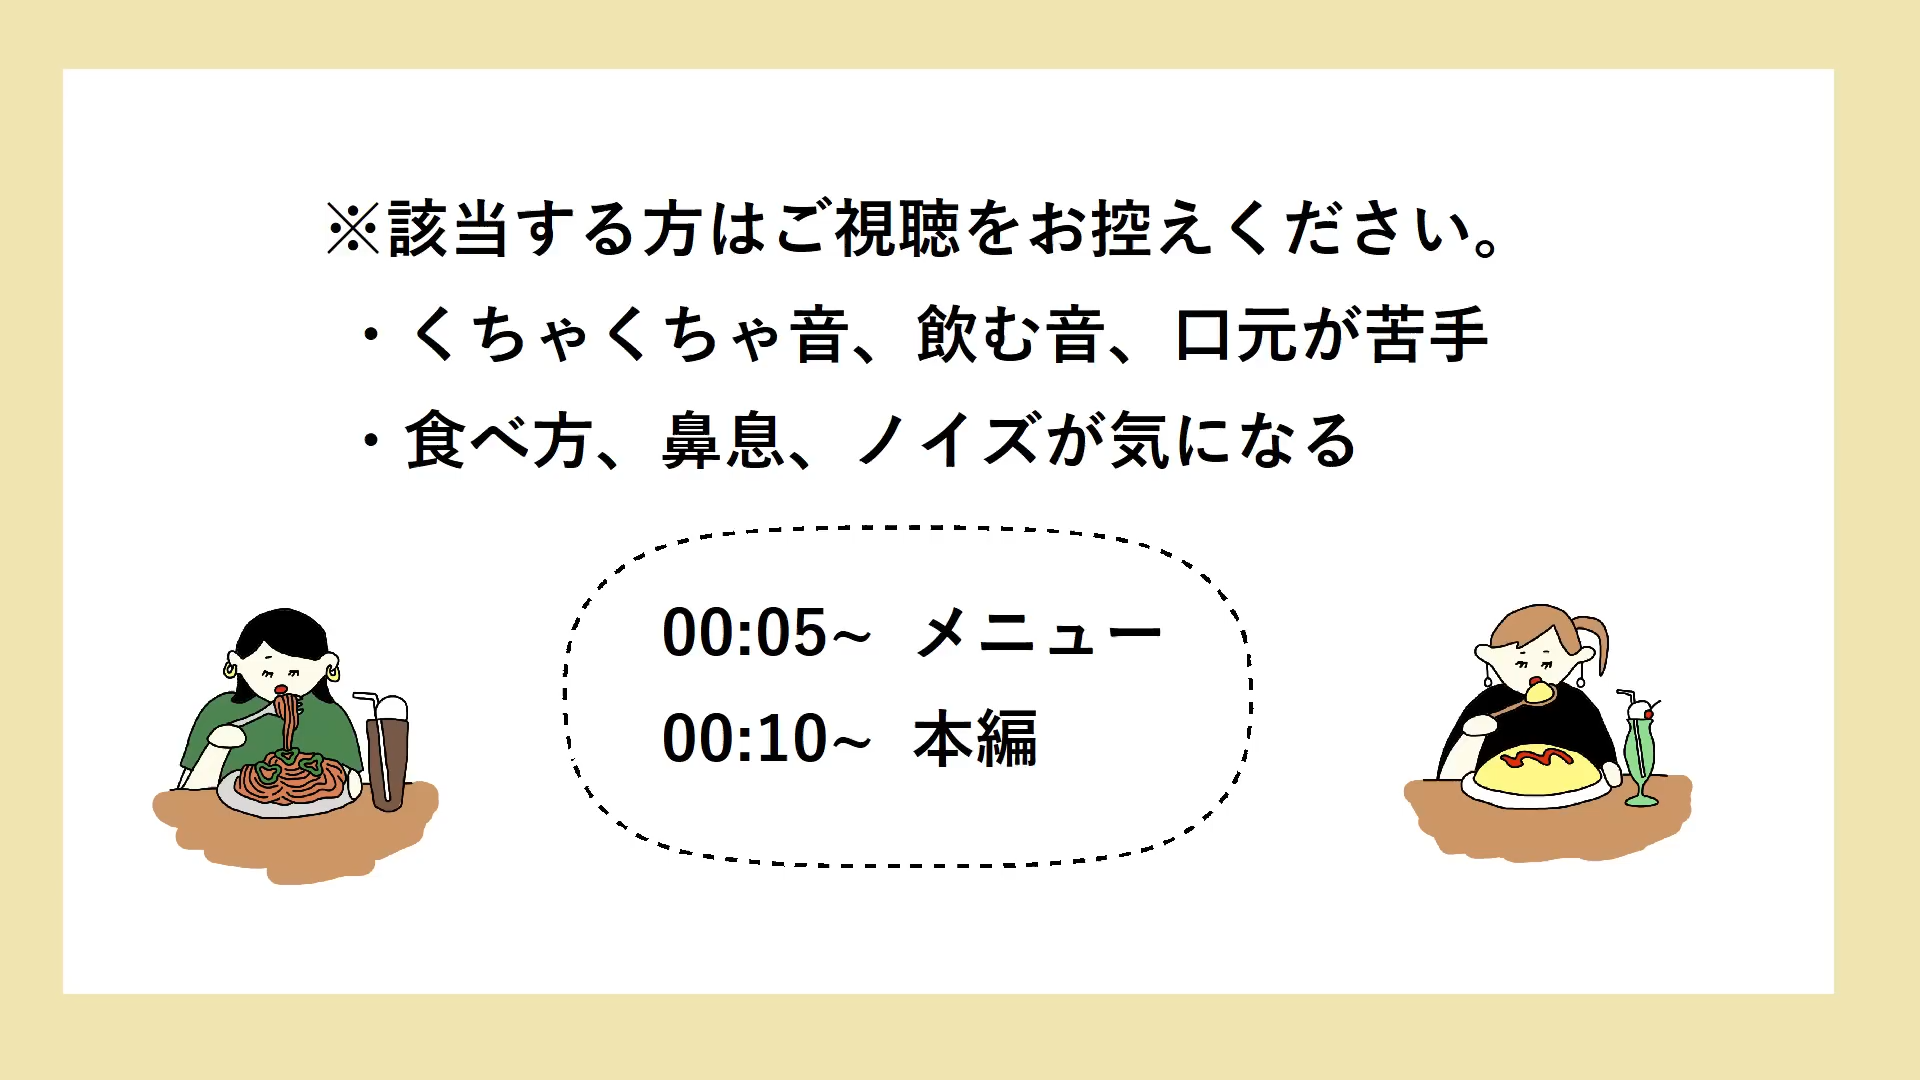 ※該当する方はご視聴をお控えください。
・くちゃくちゃ音、飲む音、口元が苦手
・食べ方、鼻息、ノイズが気になる
00:05~ メニュー
00:10~ 本編